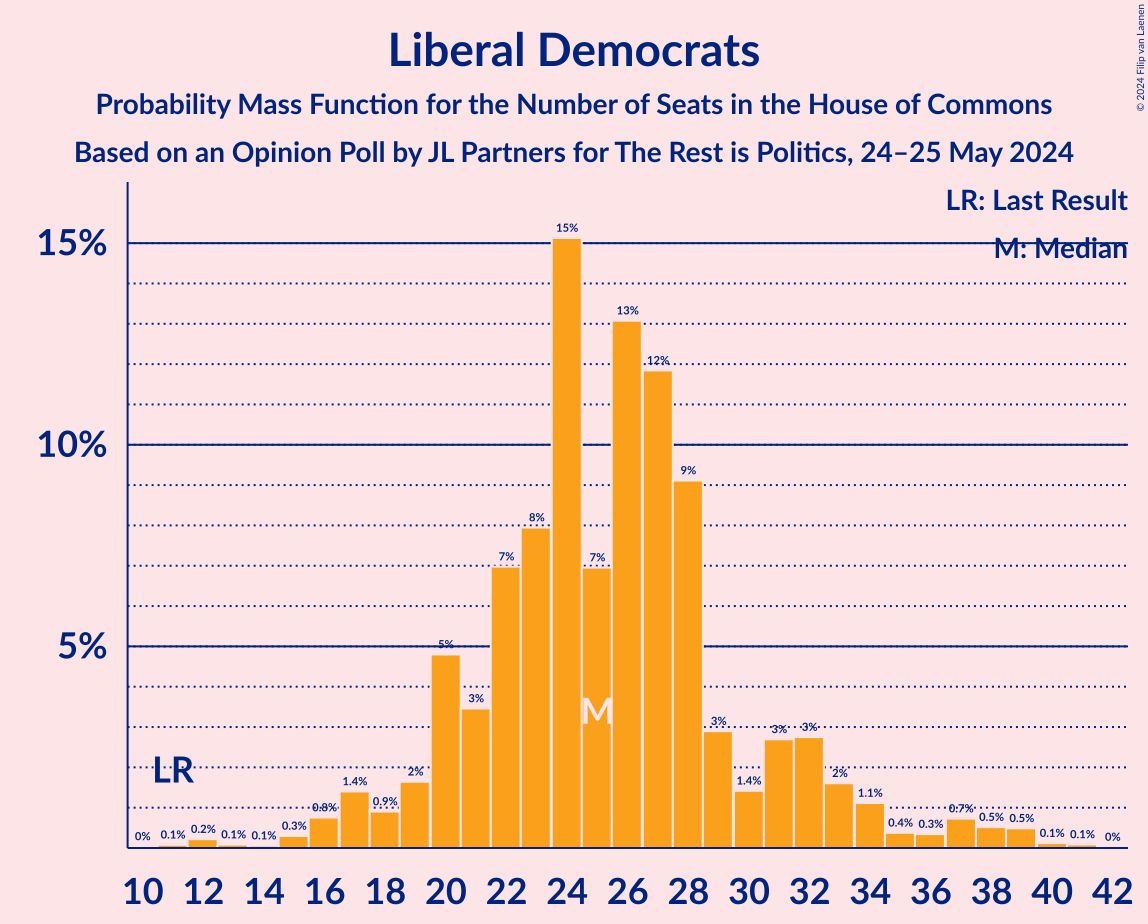 Liberal Democrats
Probability Mass Function for the Number of Seats in the House of Commons
Based on an Opinion Poll by JL Partners for The Rest is Politics, 24–25 May 2024
© 2024 Filip van Laenen
LR: Last Result
M: Median
15%
10%
5%
LR
M
0% 0.1% 0.2% 0.1% 0.1% 0.3% 0.8% 1.4% 0.9% 2% 5% 3% 7% 8% 15% 7% 13% 12% 9% 3% 1.4% 3% 3% 2% 1.1% 0.4% 0.3% 0.7% 0.5% 0.5% 0.1% 0.1% 0%
10 12 14 16 18 20 22 24 26 28 30 32 34 36 38 40 42